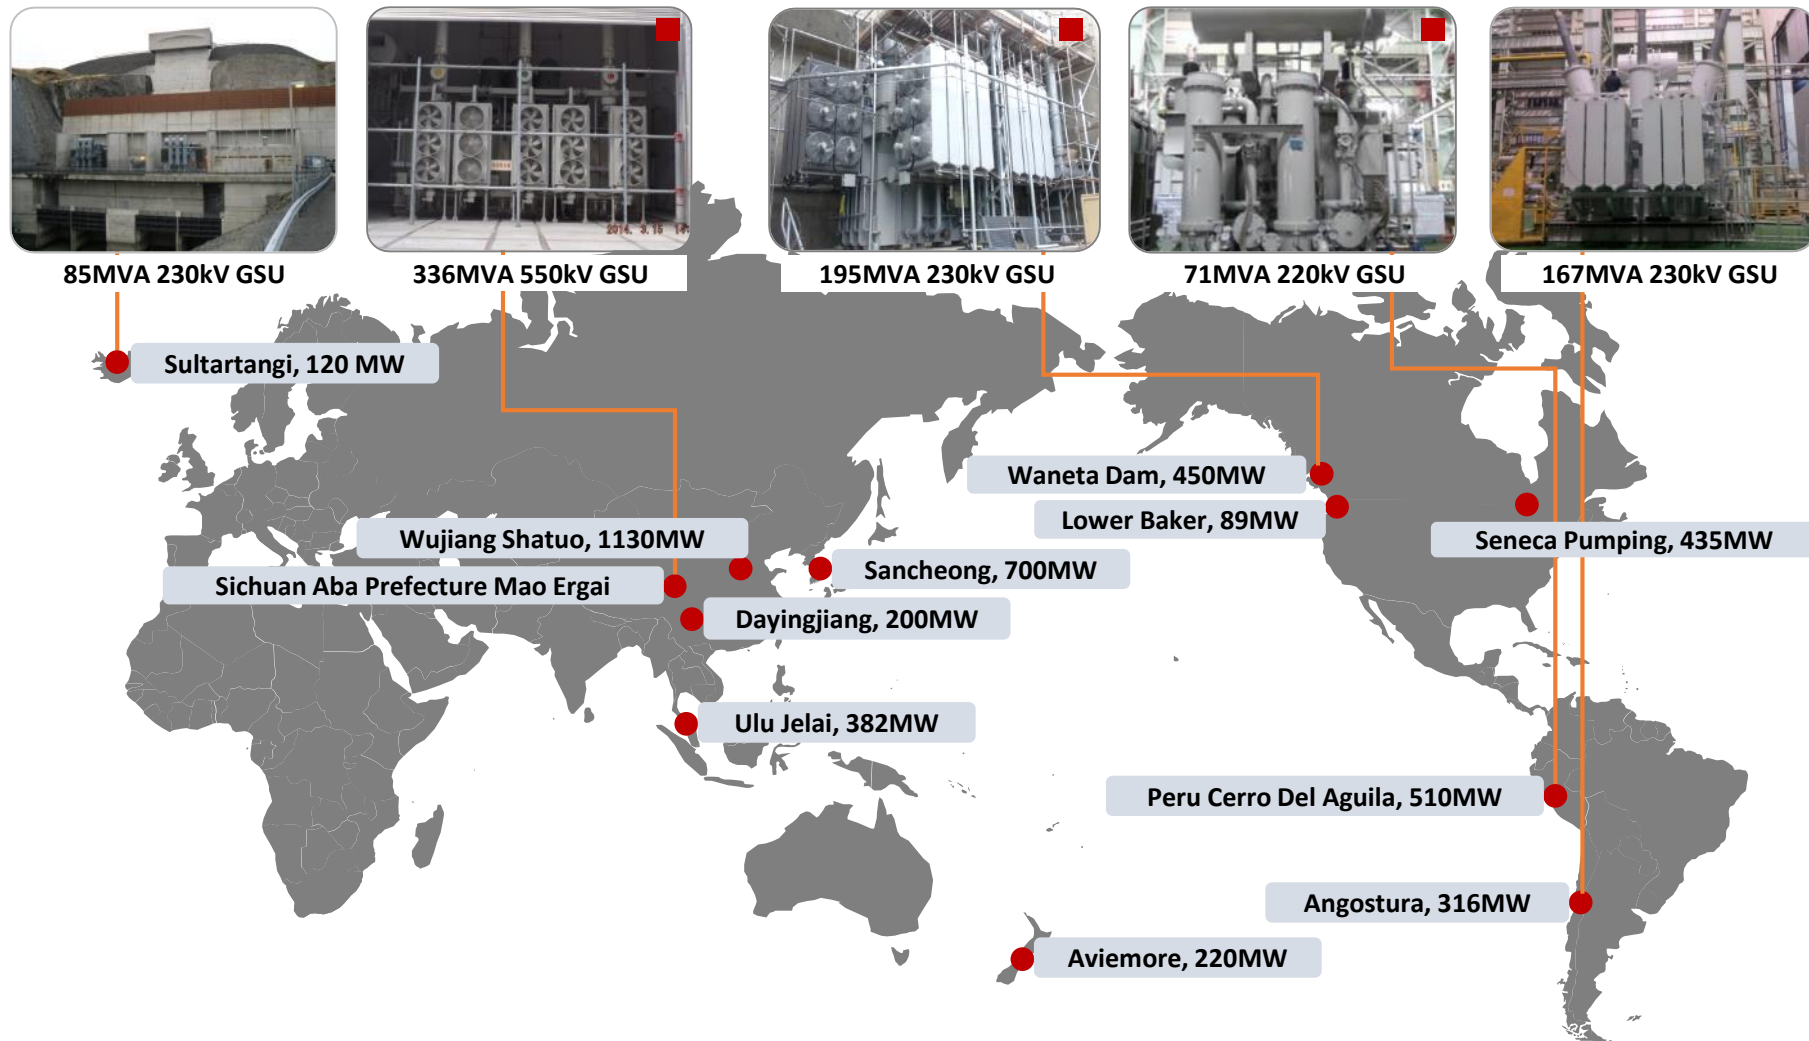 85MVA 230kV GSU
336MVA 550kV GSU
195MVA 230kV GSU
71MVA 220kV GSU
167MVA 230kV GSU
Sultartangi, 120 MW
Waneta Dam, 450MW
Lower Baker, 89MW
Seneca Pumping, 435MW
Wujiang Shatuo, 1130MW
Sancheong, 700MW
Sichuan Aba Prefecture Mao Ergai
Dayingjiang, 200MW
Ulu Jelai, 382MW
Peru Cerro Del Aguila, 510MW
Angostura, 316MW
Aviemore, 220MW